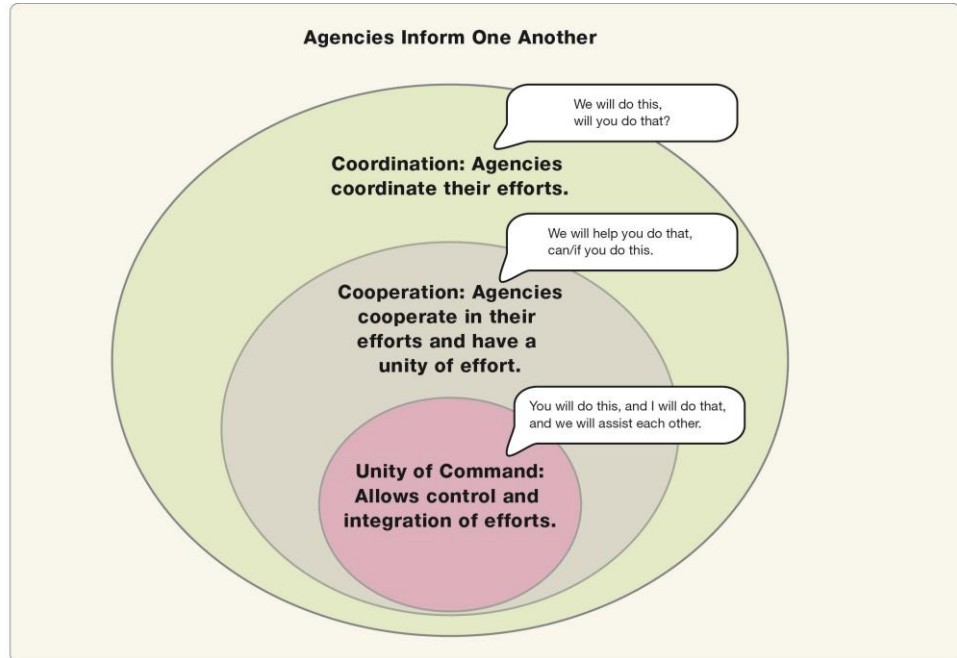 Agencies Inform One Another
We will do this,
will you do that?
Coordination: Agencies
coordinate their efforts.
We will help you do that,
can/if you do this.
Cooperation: Agencies
cooperate in their
efforts and have a
unity of effort.
You will do this, and I will do that,
and we will assist each other.
Unity of Command:
Allows control and
integration of efforts.